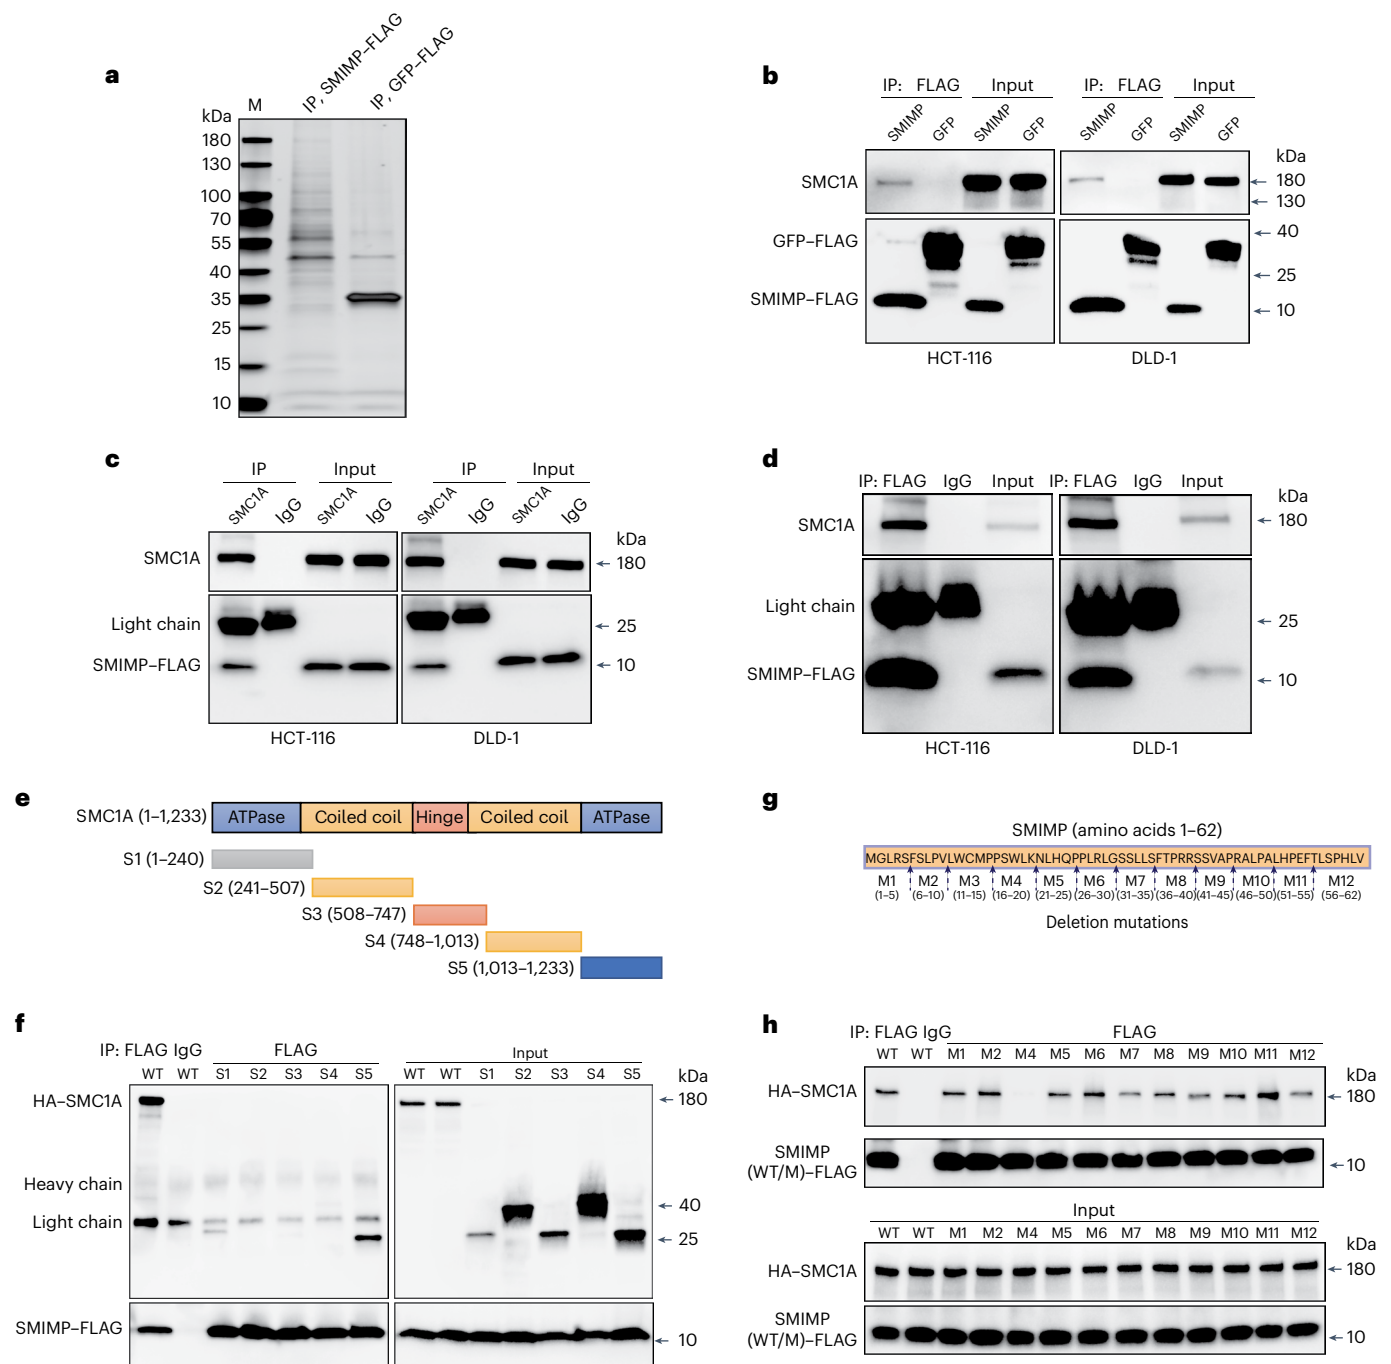 a
M
IP, SMIMP–FLAG
IP, GFP–FLAG
kDa
180
130
100
70
55
40
35
25
15
10
b
IP: FLAG Input IP: FLAG Input
SMIMP GFP SMIMP GFP SMIMP GFP SMIMP GFP
kDa
SMC1A
180
130
GFP–FLAG
40
25
SMIMP–FLAG
10
HCT-116 DLD-1
c
IP Input IP Input
SMC1A IgG SMC1A IgG SMC1A IgG SMC1A IgG
kDa
SMC1A
180
Light chain
25
SMIMP–FLAG
10
HCT-116 DLD-1
d
IP: FLAG IgG Input IP: FLAG IgG Input
kDa
SMC1A
180
Light chain
25
SMIMP–FLAG
10
HCT-116 DLD-1
e
SMC1A (1–1,233) ATPase Coiled coil Hinge Coiled coil ATPase
S1 (1–240)
S2 (241–507)
S3 (508–747)
S4 (748–1,013)
S5 (1,013–1,233)
g
SMIMP (amino acids 1–62)
MGLRSFSLPVLWCMPPSWLKNLHQPPLRLGSSLLSFTPRRSSVAPRALPALHPEFTLSPHLV
M1 M2 M3 M4 M5 M6 M7 M8 M9 M10 M11 M12
(1–5) (6–10) (11–15) (16–20) (21–25) (26–30) (31–35) (36–40) (41–45) (46–50) (51–55) (56–62)
Deletion mutations
f
IP: FLAG IgG FLAG Input
WT WT S1 S2 S3 S4 S5 WT WT S1 S2 S3 S4 S5
kDa
HA–SMC1A
180
Heavy chain
40
Light chain
25
SMIMP–FLAG
10
h
IP: FLAG IgG FLAG
WT WT M1 M2 M4 M5 M6 M7 M8 M9 M10 M11 M12
kDa
HA–SMC1A
180
SMIMP
(WT/M)–FLAG
10
Input
WT WT M1 M2 M4 M5 M6 M7 M8 M9 M10 M11 M12
kDa
HA–SMC1A
180
SMIMP
(WT/M)–FLAG
10